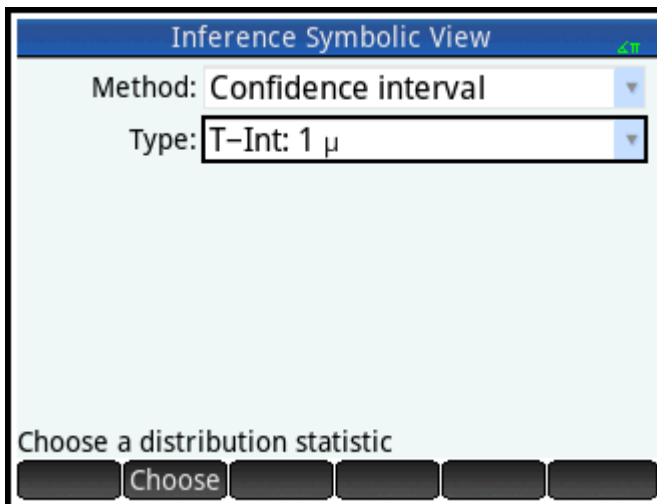 Inference Symbolic View
∡π
Method: Confidence interval
Type: T-Int: 1 μ
Choose a distribution statistic
Choose